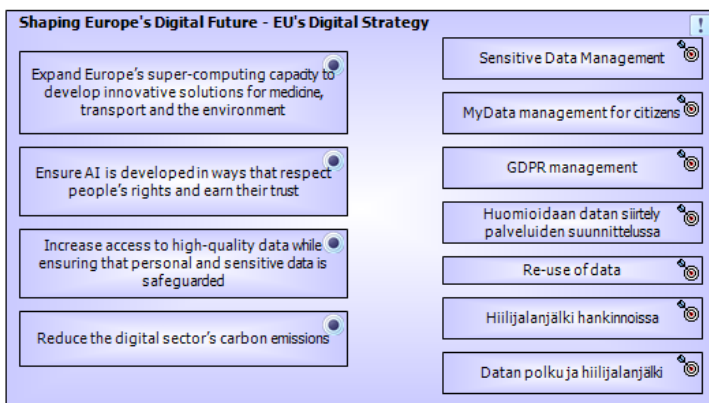 Shaping Europe's Digital Future - EU's Digital Strategy
!
Expand Europe's super-computing capacity to
develop innovative solutions for medicine,
transport and the environment
Ensure AI is developed in ways that respect
people's rights and earn their trust
Increase access to high-quality data while
ensuring that personal and sensitive data is
safeguarded
Reduce the digital sector's carbon emissions
Sensitive Data Management
MyData management for citizens
GDPR management
Huomioidaan datan siirtely
palveluiden suunnittelussa
Re-use of data
Hiilijalanjälki hankinnoissa
Datan polku ja hiilijalanjälki